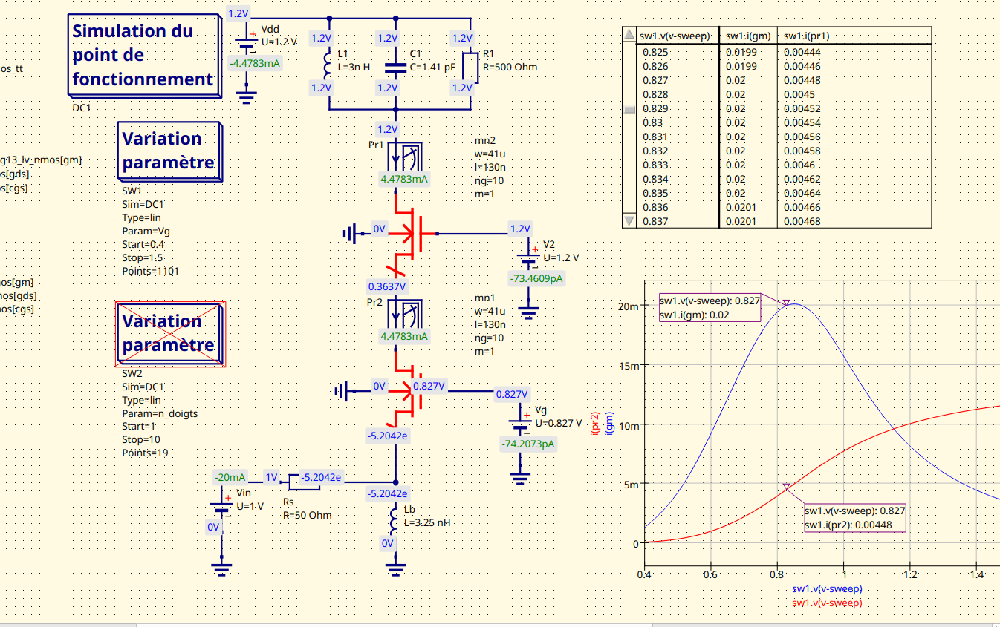 Simulation du
point de
fonctionnement
DC1
os_tt
1.2V
Vdd
U=1.2 V
-4.4783mA
1.2V
1.2V
1.2V
L1
L=3n H
C1
C=1.41 pF
R1
R=500 Ohm
1.2V
1.2V
1.2V
1.2V
Variation
paramètre
g13_lv_nmos[gm]
s[gds]
s[cgs]
SW1
Sim=DC1
Type=lin
Param=Vg
Start=0.4
Stop=1.5
Points=1101
Pr1
4.4783mA
mn2
w=41u
l=130n
ng=10
m=1
0V
1.2V
V2
U=1.2 V
-73.4609pA
0.3637V
Pr2
4.4783mA
mn1
w=41u
l=130n
ng=10
m=1
os[gm]
nos[gds]
os[cgs]
Variation
paramètre
SW2
Sim=DC1
Type=lin
Param=n_doigts
Start=1
Stop=10
Points=19
0V
0.827V
0.827V
Vg
U=0.827 V
-74.2073pA
-5.2042e
-20mA
1V
-5.2042e
Vin
U=1 V
0V
Rs
R=50 Ohm
-5.2042e
Lb
L=3.25 nH
0V
sw1.v(v-sweep) sw1.i(gm) sw1.i(pr1)
0.825 0.0199 0.00444
0.826 0.0199 0.00446
0.827 0.02 0.00448
0.828 0.02 0.0045
0.829 0.02 0.00452
0.83 0.02 0.00454
0.831 0.02 0.00456
0.832 0.02 0.00458
0.833 0.02 0.0046
0.834 0.02 0.00462
0.835 0.02 0.00464
0.836 0.0201 0.00466
0.837 0.0201 0.00468
sw1.v(v-sweep): 0.827
sw1.i(gm): 0.02
20m
15m
10m
5m
0
i(pr2)
i(gm)
sw1.v(v-sweep): 0.827
sw1.i(pr2): 0.00448
0.4 0.6 0.8 1 1.2 1.4
sw1.v(v-sweep)
sw1.v(v-sweep)